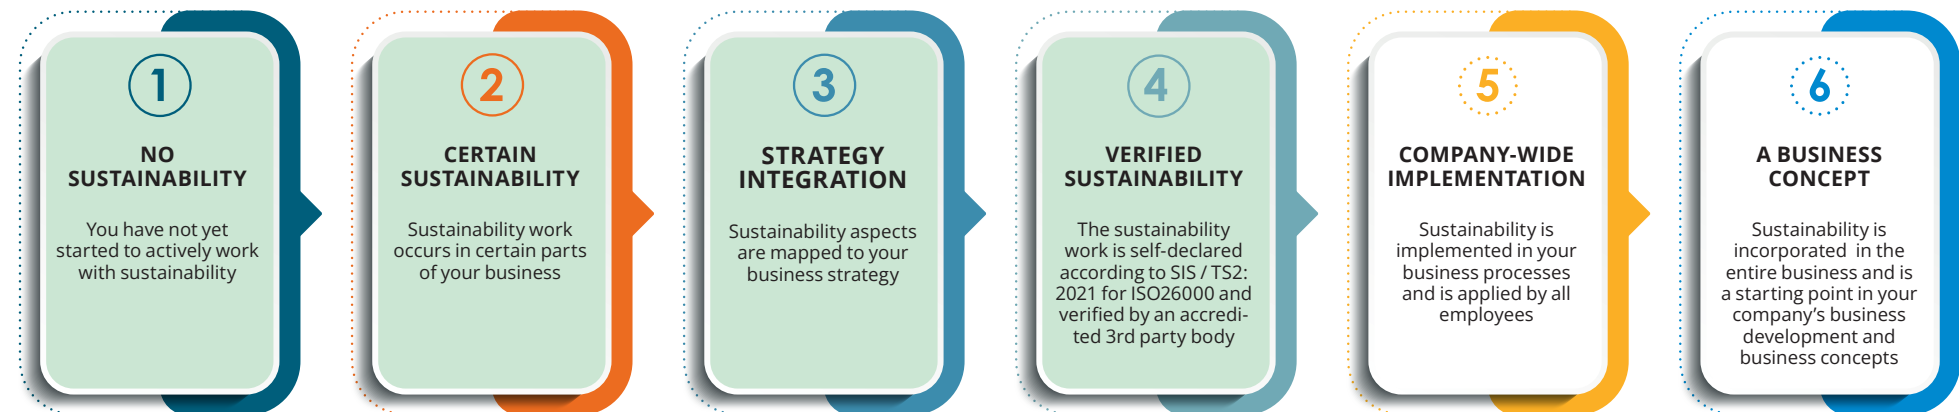 1
NO
SUSTAINABILITY
You have not yet
started to actively work
with sustainability
2
CERTAIN
SUSTAINABILITY
Sustainability work
occurs in certain parts
of your business
3
STRATEGY
INTEGRATION
Sustainability aspects
are mapped to your
business strategy
4
VERIFIED
SUSTAINABILITY
The sustainability
work is self-declared
according to SIS / TS2:
2021 for ISO26000 and
verified by an accredi-
ted 3rd party body
5
COMPANY-WIDE
IMPLEMENTATION
Sustainability is
implemented in your
business processes
and is applied by all
employees
6
A BUSINESS
CONCEPT
Sustainability is
incorporated  in the
entire business and is
a starting point in your
company’s business
development and
business concepts